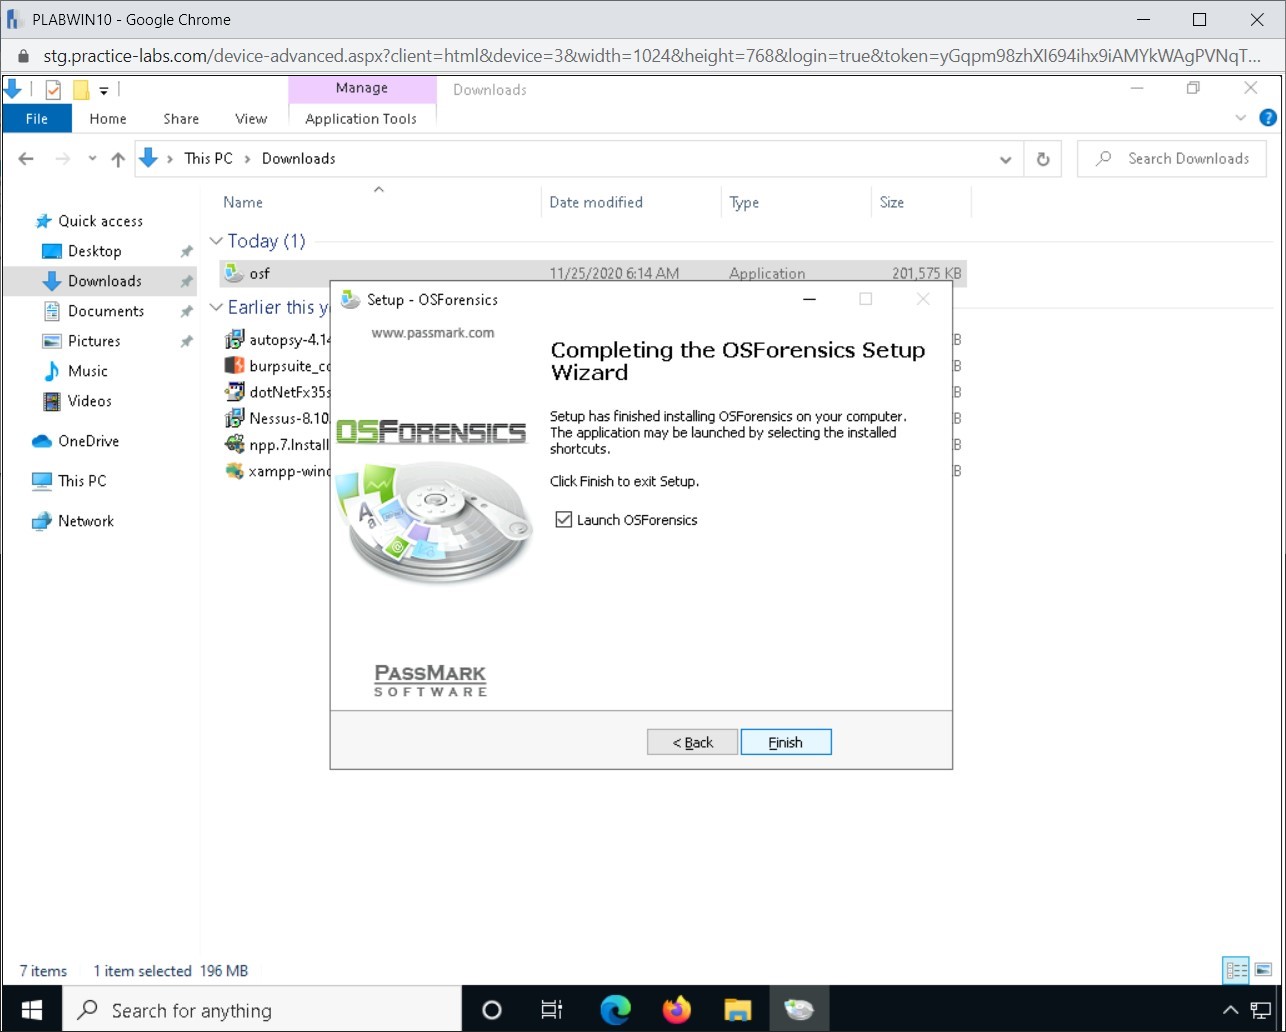 PLABWIN10 - Google Chrome
stg.practice-labs.com/device-advanced.aspx?client=html&device=3&width=1024&height=768&login=true&token=yGqpm98zhXI694ihx9iAMYkWAgPVNqT...
Manage
Downloads
File
Home
Share
View
Application Tools
This PC
Downloads
Search Downloads
Name
Date modified
Type
Size
Quick access
Desktop
Downloads
Documents
Pictures
Music
Videos
OneDrive
This PC
Network
Today (1)
osf
11/25/2020 6:14 AM
Application
201,575 KB
Earlier this y
autopsy-4.14
burpsuite_co
dotNetFx35s
Nessus-8.10.
npp.7.Install
xampp-wind
Setup - OSForensics
www.passmark.com
OSFORENSICS
PASSMARK
SOFTWARE
Completing the OSForensics Setup
Wizard
Setup has finished installing OSForensics on your computer.
The application may be launched by selecting the installed
shortcuts.
Click Finish to exit Setup.
Launch OSForensics
< Back
Finish
7 items
1 item selected 196 MB
Search for anything